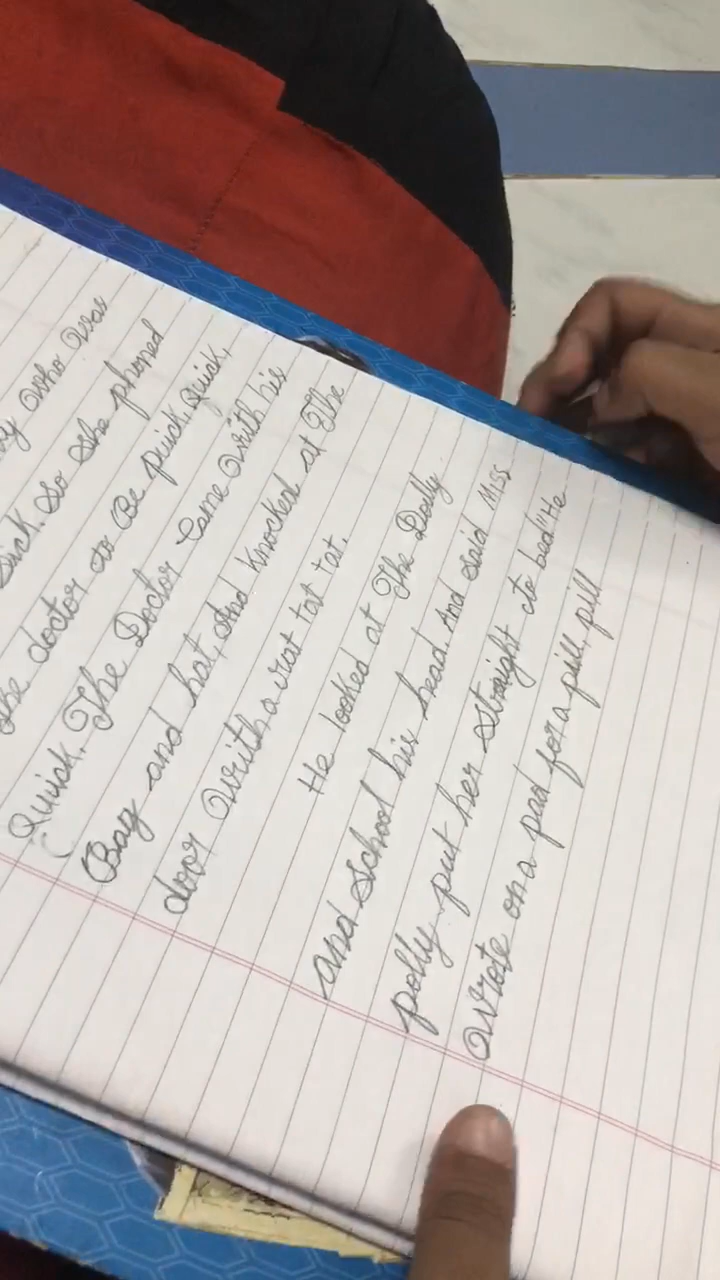 who was
sick. So she phoned
the doctor to Be quick, quick,
Quick. The Doctor Came with his
Bag and hat, And Knocked at The
door with a rat tat tat.
He looked at The Dolly
and school his head And said Miss
polly put her straight to bed" He
wrote on a pad for a pill, pill